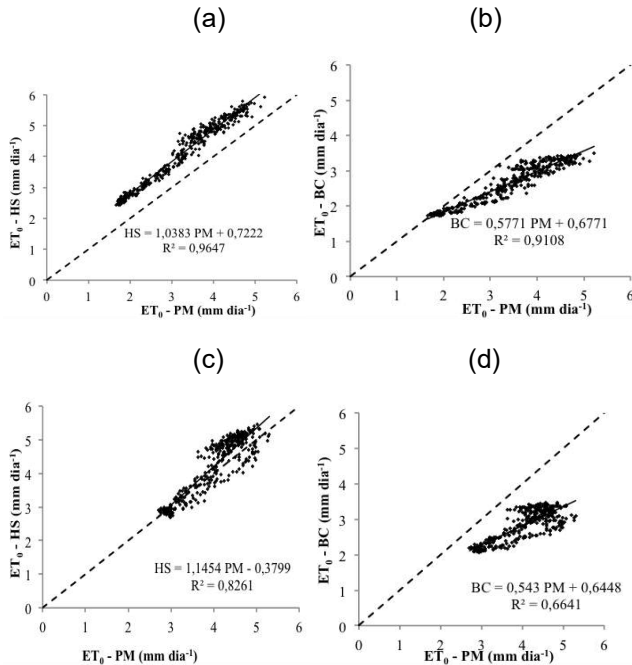 (a)
6
5
4
3
2
1
0
ET₀ - HS (mm dia⁻¹)
HS = 1,0383 PM + 0,7222
R² = 0,9647
0 1 2 3 4 5 6
ET₀ - PM (mm dia⁻¹)
(b)
6
5
4
3
2
1
0
ET₀ - BC (mm dia⁻¹)
BC = 0,5771 PM + 0,6771
R² = 0,9108
0 1 2 3 4 5 6
ET₀ - PM (mm dia⁻¹)
(c)
6
5
4
3
2
1
0
ET₀ - HS (mm dia⁻¹)
HS = 1,1454 PM - 0,3799
R² = 0,8261
0 1 2 3 4 5 6
ET₀ - PM (mm dia⁻¹)
(d)
6
5
4
3
2
1
0
ET₀ - BC (mm dia⁻¹)
BC = 0,543 PM + 0,6448
R² = 0,6641
0 1 2 3 4 5 6
ET₀ - PM (mm dia⁻¹)